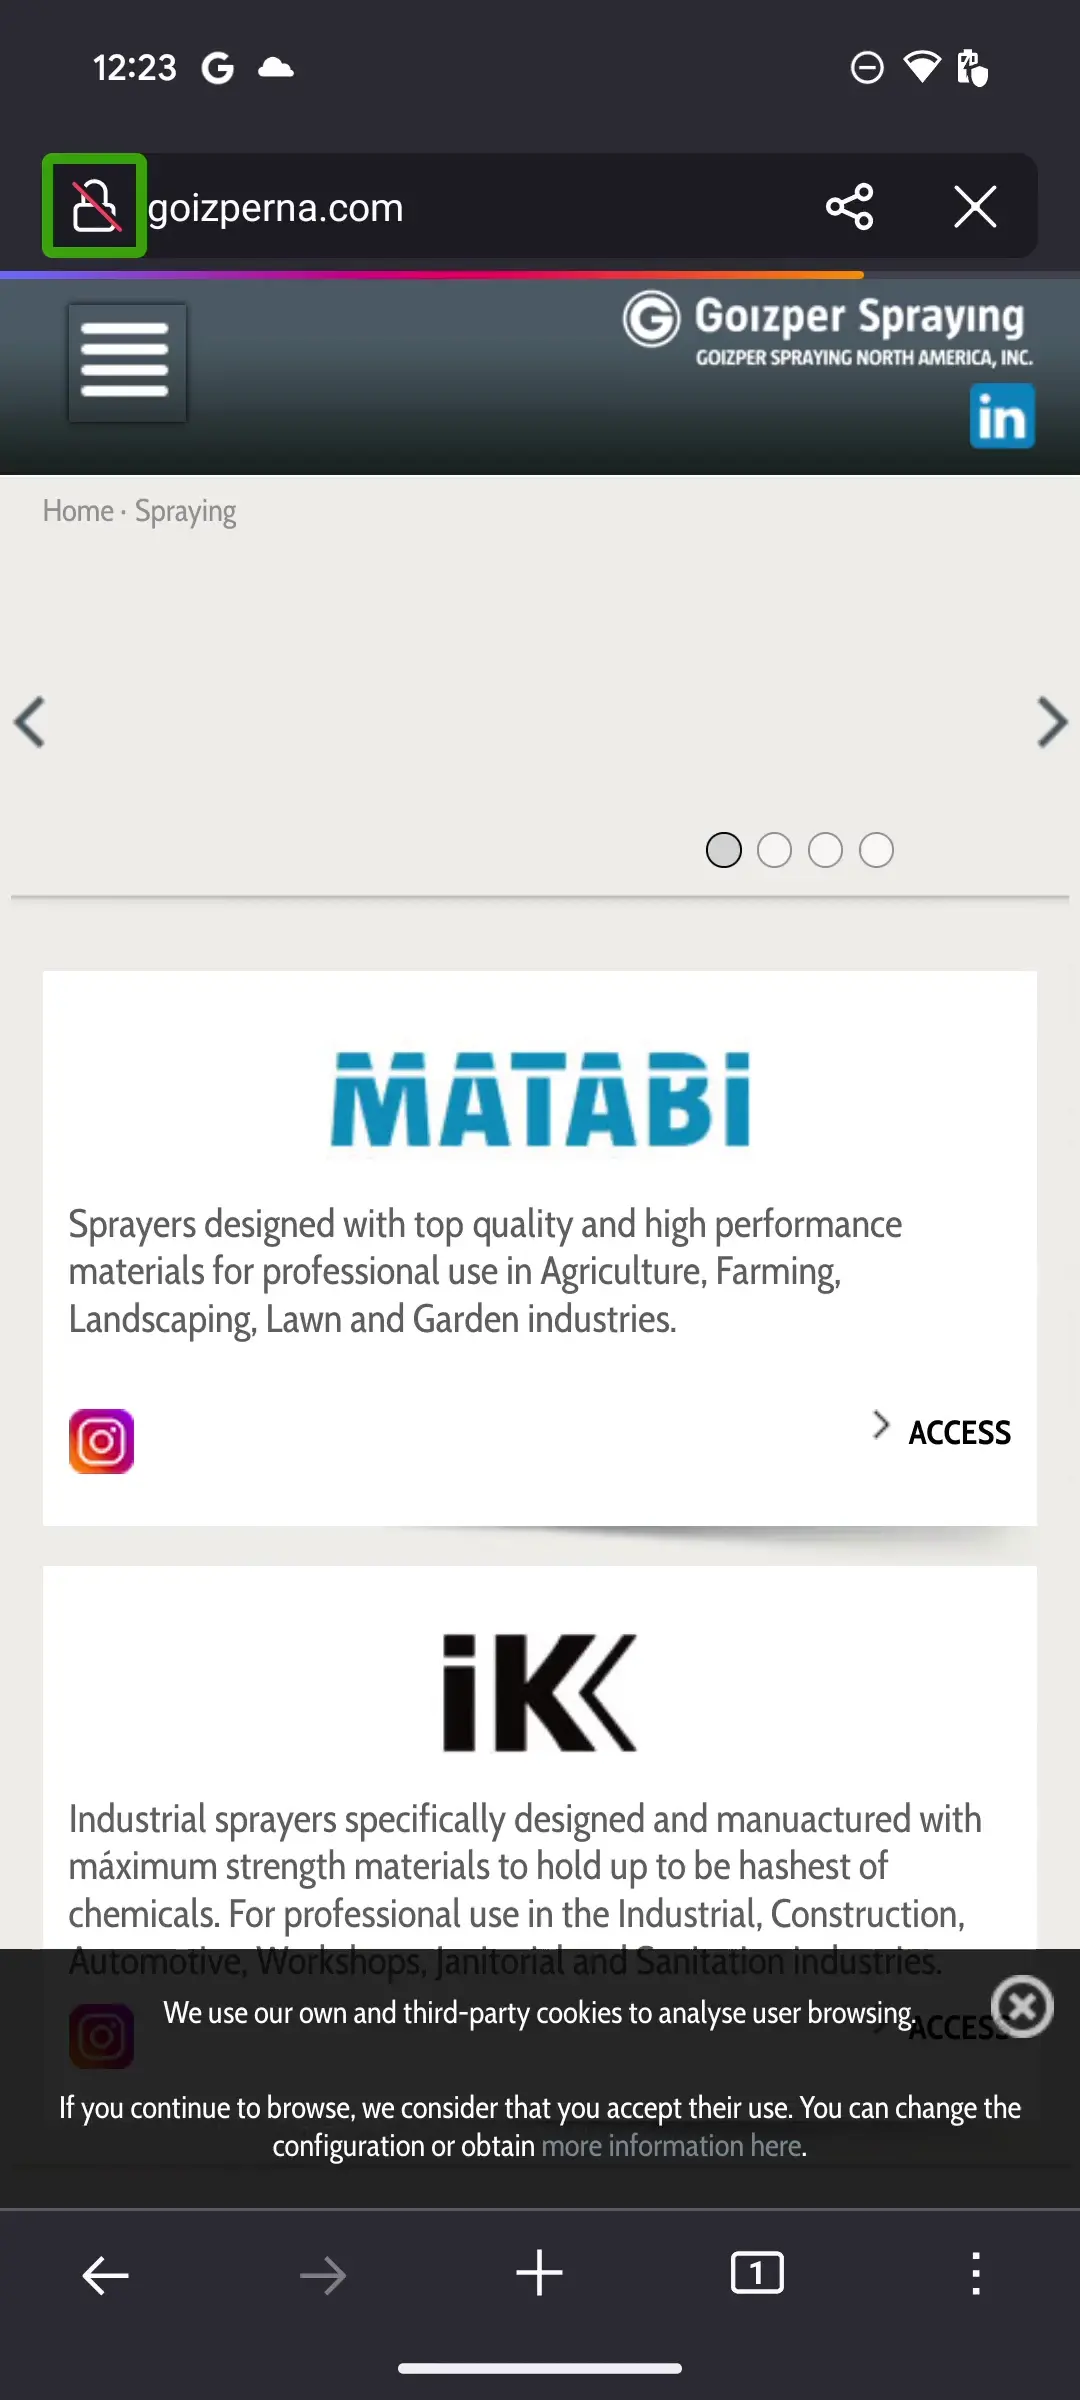 12:23
goizperna.com
Goizper Spraying
GOIZPER SPRAYING NORTH AMERICA, INC.
in
Home · Spraying
MATABi
Sprayers designed with top quality and high performance
materials for professional use in Agriculture, Farming,
Landscaping, Lawn and Garden industries.
ACCESS
iK
Industrial sprayers specifically designed and manuactured with
máximum strength materials to hold up to be hashest of
chemicals. For professional use in the Industrial, Construction,
Automotive, Workshops, Janitorial and Sanitation industries.
We use our own and third-party cookies to analyse user browsing.
ACCESS
If you continue to browse, we consider that you accept their use. You can change the
configuration or obtain more information here.
1